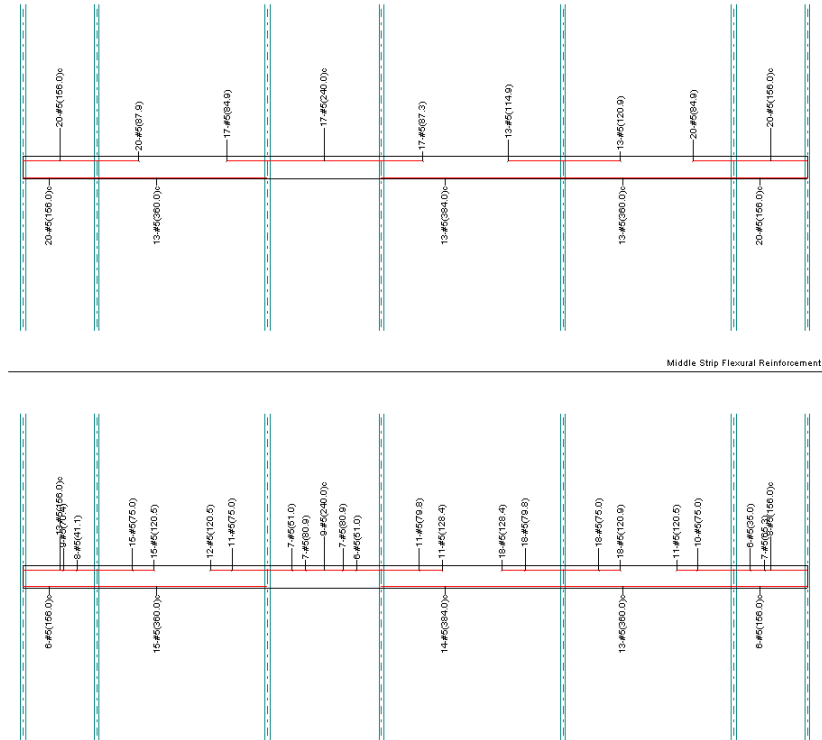 20-#5(156.0)c
20-#5(87.9)
17-#5(84.9)
17-#5(240.0)c
17-#5(87.3)
13-#5(114.9)
13-#5(120.9)
20-#5(84.9)
20-#5(156.0)c
20-#5(156.0)c
13-#5(360.0)c
13-#5(384.0)c
13-#5(360.0)c
20-#5(156.0)c
Middle Strip Flexural Reinforcement
8-#5(41.1)
15-#5(75.0)
15-#5(120.5)
12-#5(120.5)
11-#5(75.0)
7-#5(51.0)
7-#5(80.9)
9-#5(240.0)c
7-#5(80.9)
6-#5(51.0)
11-#5(79.8)
11-#5(128.4)
18-#5(128.4)
18-#5(79.8)
18-#5(75.0)
18-#5(120.9)
11-#5(120.5)
10-#5(75.0)
6-#5(35.0)
6-#5(156.0)c
15-#5(360.0)c
14-#5(384.0)c
13-#5(360.0)c
6-#5(156.0)c